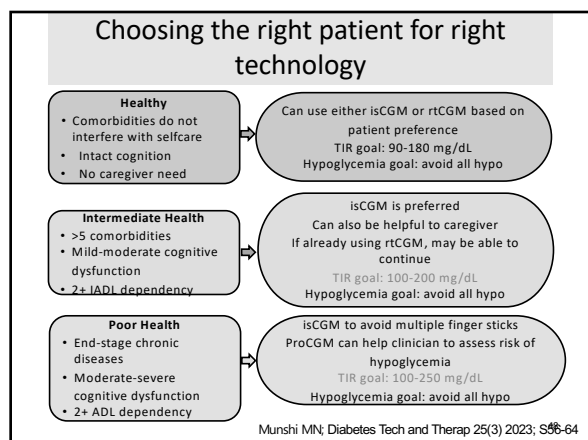 Choosing the right patient for right
technology
Healthy
• Comorbidities do not
interfere with selfcare
• Intact cognition
• No caregiver need
Can use either isCGM or rtCGM based on
patient preference
TIR goal: 90-180 mg/dL
Hypoglycemia goal: avoid all hypo
Intermediate Health
• >5 comorbidities
• Mild-moderate cognitive
dysfunction
• 2+ IADL dependency
isCGM is preferred
Can also be helpful to caregiver
If already using rtCGM, may be able to
continue
TIR goal: 100-200 mg/dL
Hypoglycemia goal: avoid all hypo
Poor Health
• End-stage chronic
diseases
• Moderate-severe
cognitive dysfunction
• 2+ ADL dependency
isCGM to avoid multiple finger sticks
ProCGM can help clinician to assess risk of
hypoglycemia
TIR goal: 100-250 mg/dL
Hypoglycemia goal: avoid all hypo
Munshi MN; Diabetes Tech and Therap 25(3) 2023; S56-64